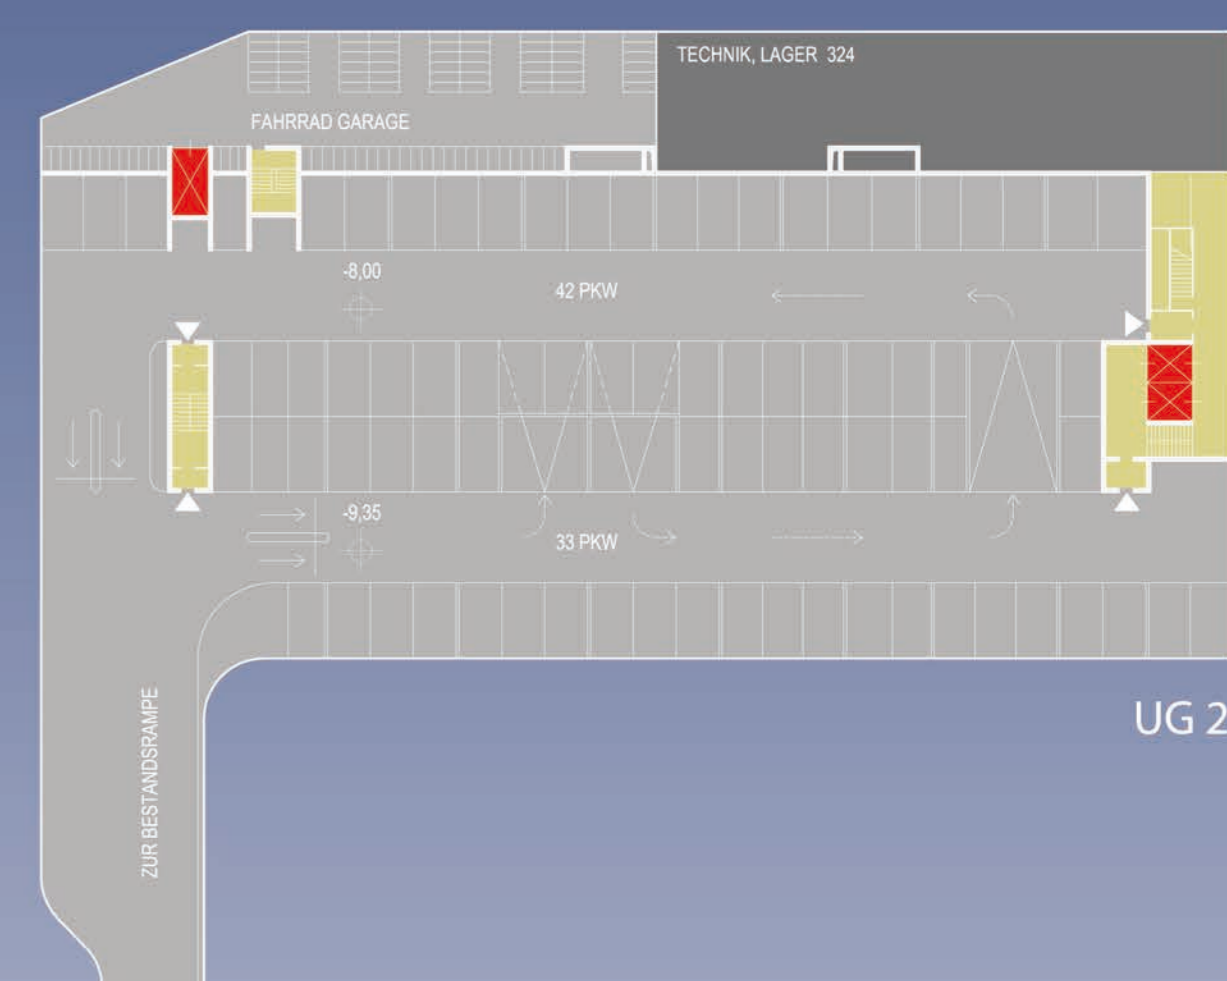 TECHNIK, LAGER 324
FAHRRAD GARAGE
-8,00
42 PKW
-9,35
33 PKW
ZUR BESTANDSRAMPE
UG 2